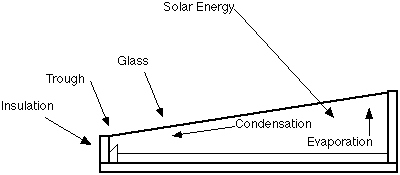 Solar Energy
Glass
Trough
Insulation
Condensation
Evaporation